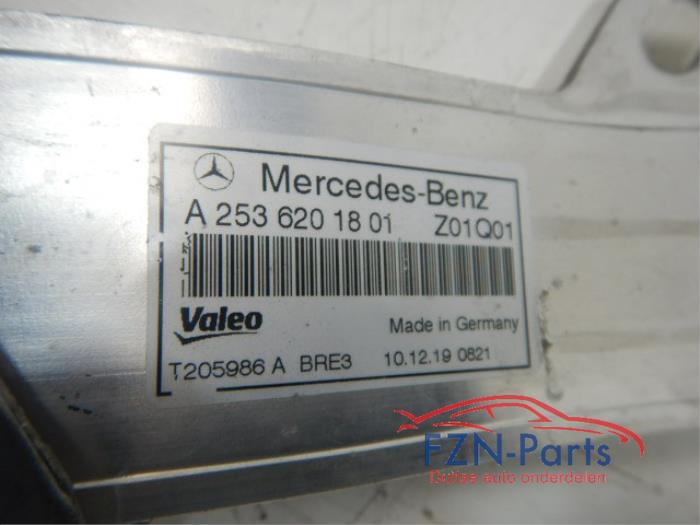 Mercedes-Benz
A 253 620 18 01 Z01Q01
Valeo Made in Germany
T205986 A BRE3 10.12.19 0821
FZN-Parts
Duitse auto onderdelen